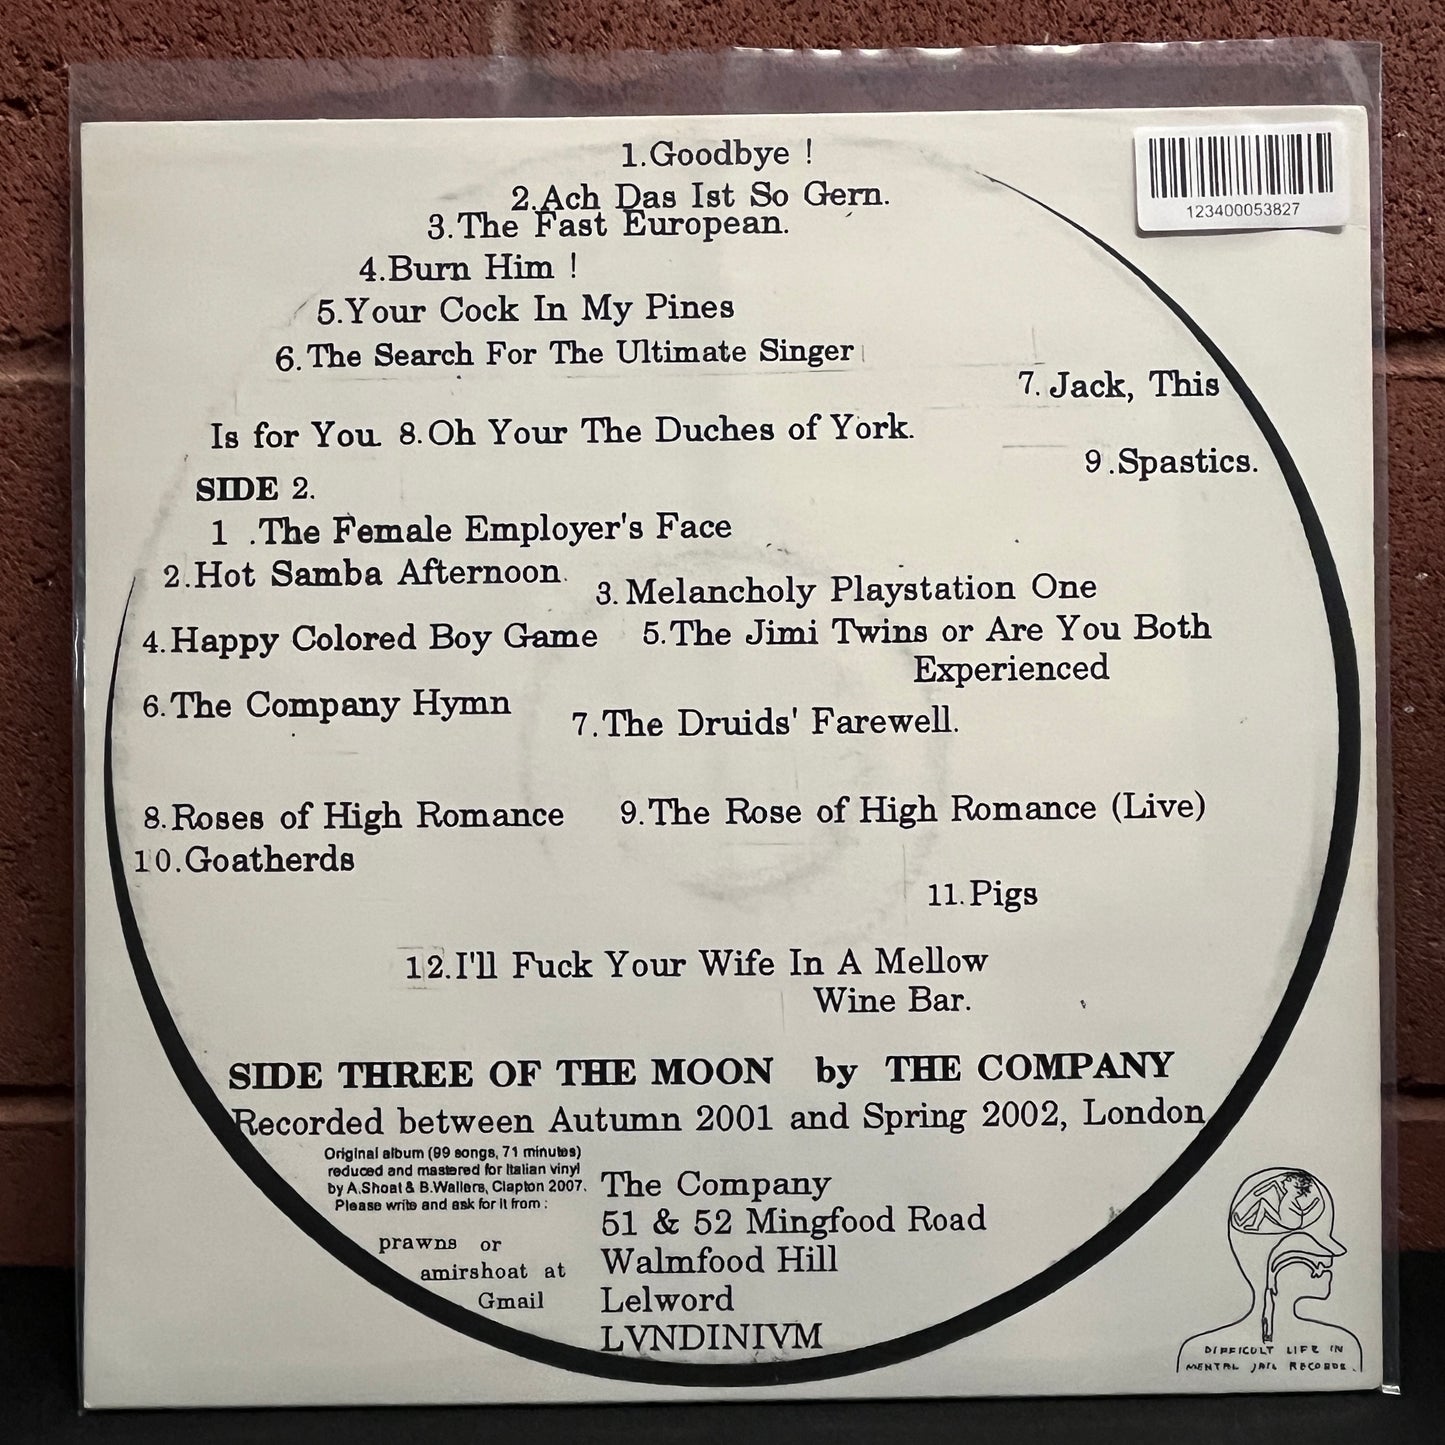 1.Goodbye !
123400053827
2.Ach Das Ist So Gern.
3.The Fast European.
4.Burn Him !
5.Your Cock In My Pines
6.The Search For The Ultimate Singer
7. Jack, This
Is for You. 8.Oh Your The Duches of York.
9.Spastics.
SIDE 2.
1 .The Female Employer's Face
2.Hot Samba Afternoon.
3.Melancholy Playstation One
4.Happy Colored Boy Game
5.The Jimi Twins or Are You Both
Experienced
6.The Company Hymn
7.The Druids' Farewell.
8.Roses of High Romance
9.The Rose of High Romance (Live)
10.Goatherds
11.Pigs
12.I'll Fuck Your Wife In A Mellow
Wine Bar.
SIDE THREE OF THE MOON by THE COMPANY
Recorded between Autumn 2001 and Spring 2002, London
Original album (99 songs, 71 minutes)
reduced and mastered for Italian vinyl
by A.Shoat & B.Wallers, Clapton 2007.
Please write and ask for it from :
prawns or
amirshoat at
Gmail
The Company
51 & 52 Mingfood Road
Walmfood Hill
Lelword
LVNDINIVM
DIFFICULT LIFE IN
MENTAL JAIL RECORDS.